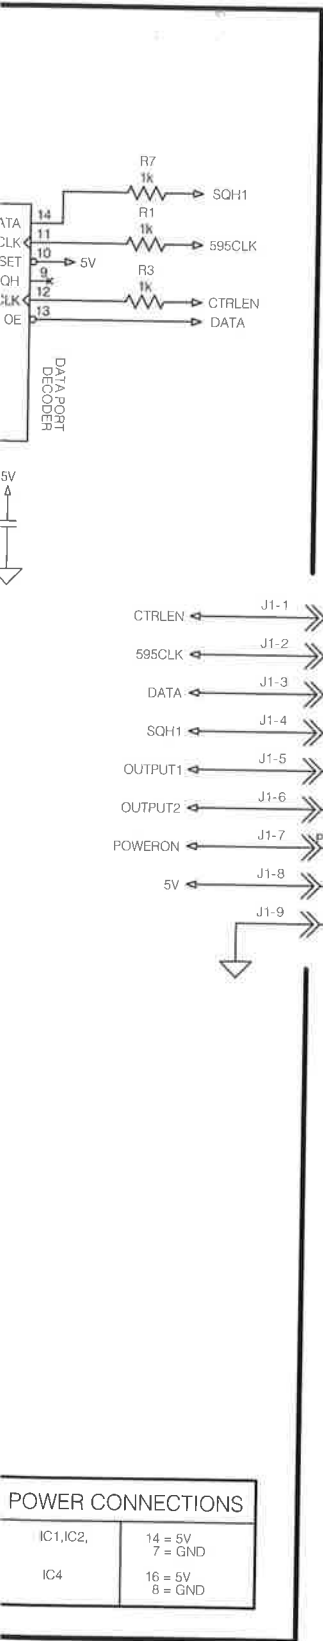 R7
1k
SQH1
14
ATA
R1
1k
11
CLK
595CLK
10
SET
5V
9
QH
R3
1k
12
CLK
CTRLEN
13
OE
DATA
DATA PORT
DECODER
5V
CTRLEN J1-1
595CLK J1-2
DATA J1-3
SQH1 J1-4
OUTPUT1 J1-5
OUTPUT2 J1-6
POWERON J1-7
5V J1-8
J1-9
POWER CONNECTIONS
IC1,IC2, 14 = 5V
7 = GND
IC4 16 = 5V
8 = GND